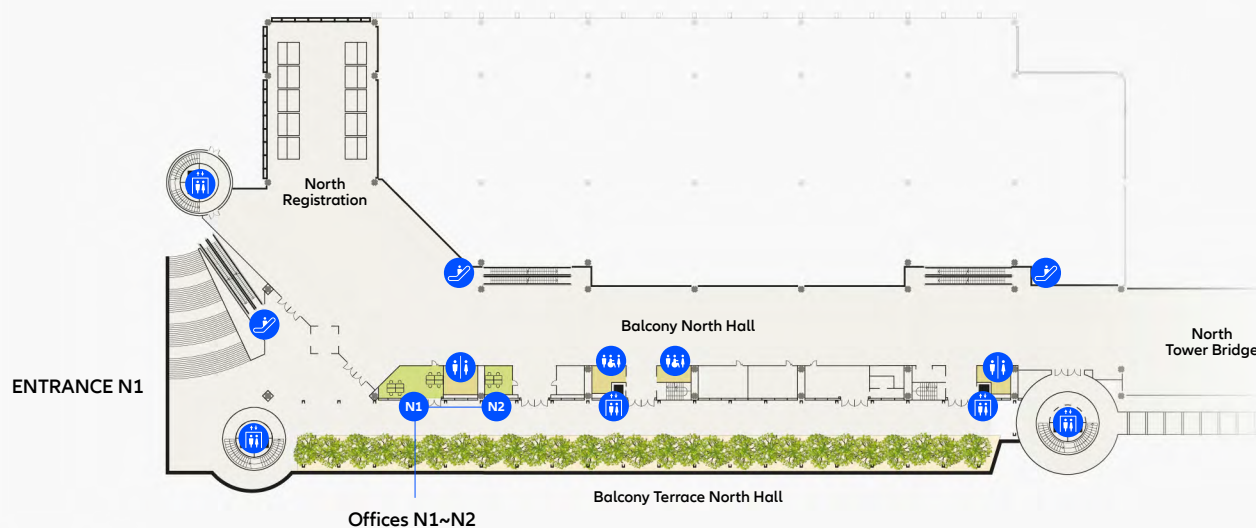 North
Registration
Balcony North Hall
North
Tower Bridge
ENTRANCE N1
N1
N2
Balcony Terrace North Hall
Offices N1~N2